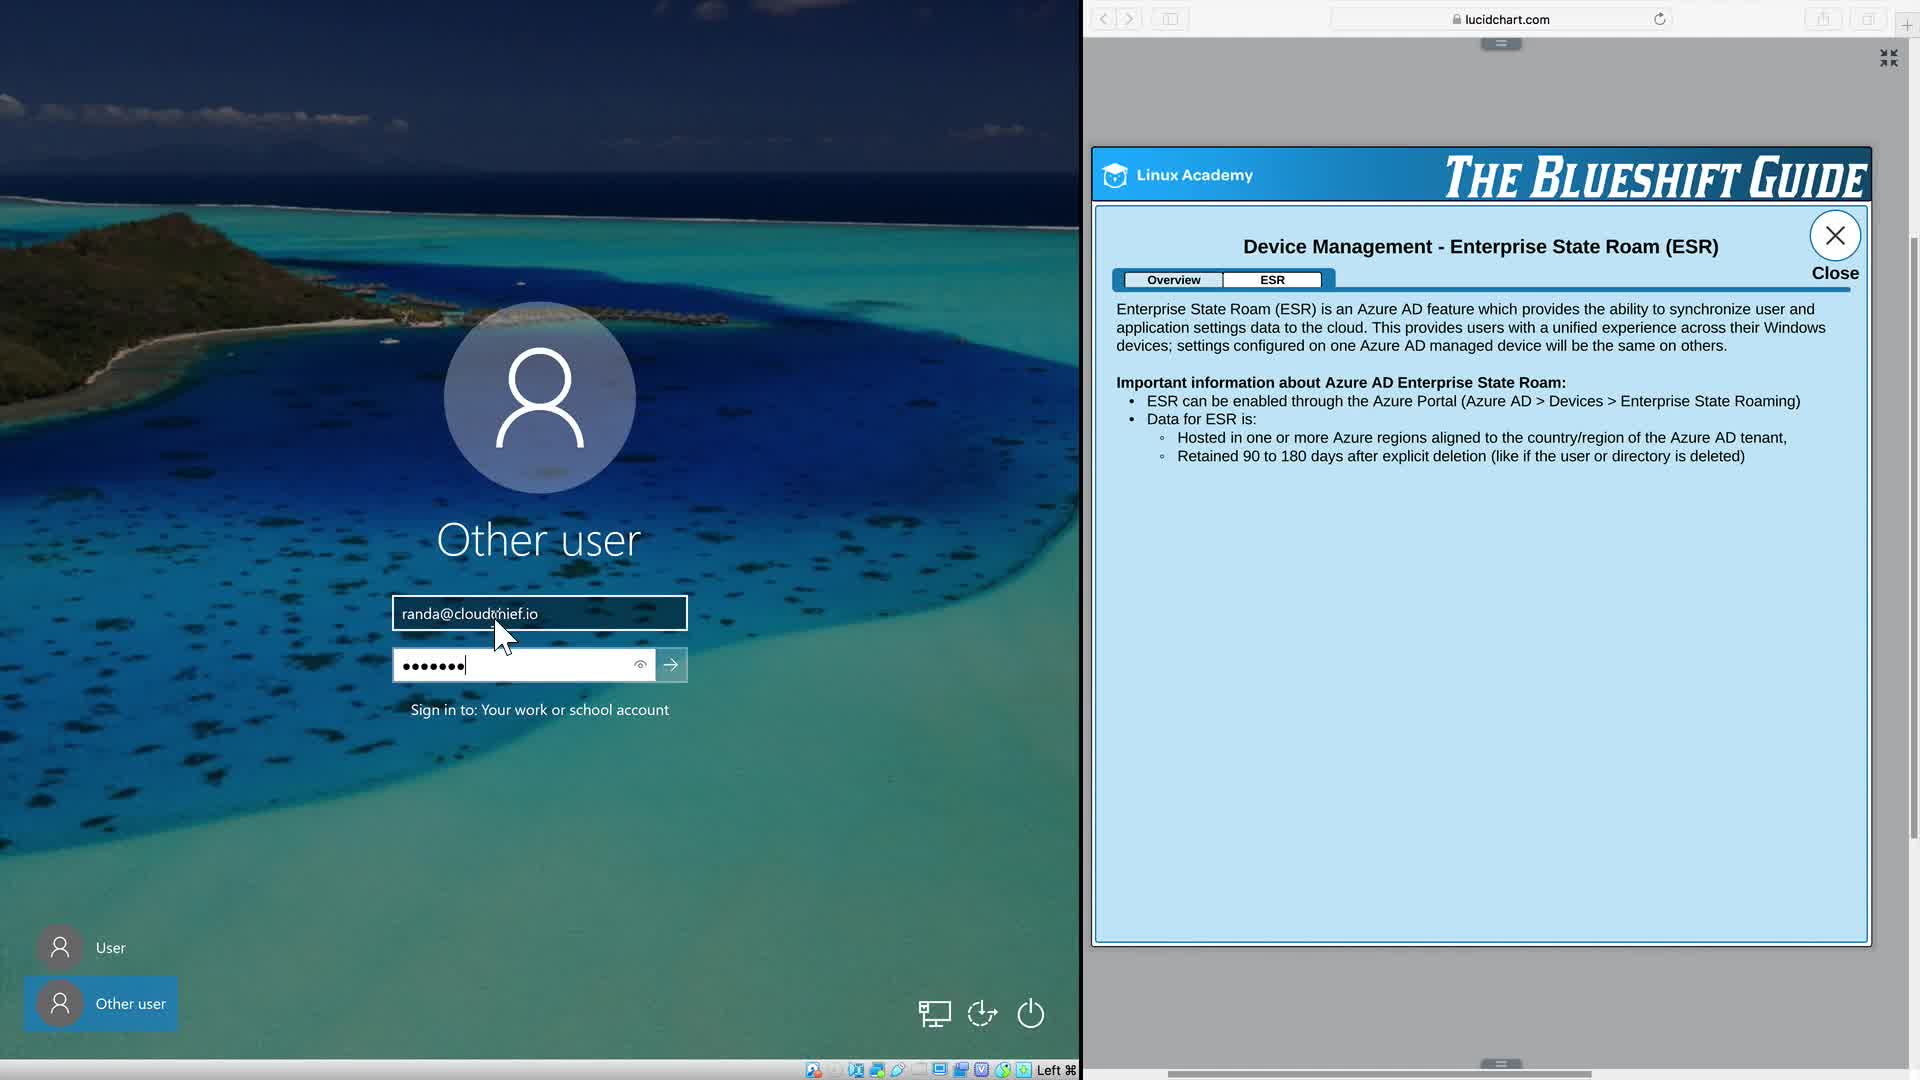 Other user
randa@cloudchief.io
Sign in to: Your work or school account
User
Other user
Left ⌘
lucidchart.com
Linux Academy
THE BLUESHIFT GUIDE
Device Management - Enterprise State Roam (ESR)
Close
Overview
ESR
Enterprise State Roam (ESR) is an Azure AD feature which provides the ability to synchronize user and
application settings data to the cloud. This provides users with a unified experience across their Windows
devices; settings configured on one Azure AD managed device will be the same on others.
Important information about Azure AD Enterprise State Roam:
• ESR can be enabled through the Azure Portal (Azure AD > Devices > Enterprise State Roaming)
• Data for ESR is:
◦ Hosted in one or more Azure regions aligned to the country/region of the Azure AD tenant,
◦ Retained 90 to 180 days after explicit deletion (like if the user or directory is deleted)